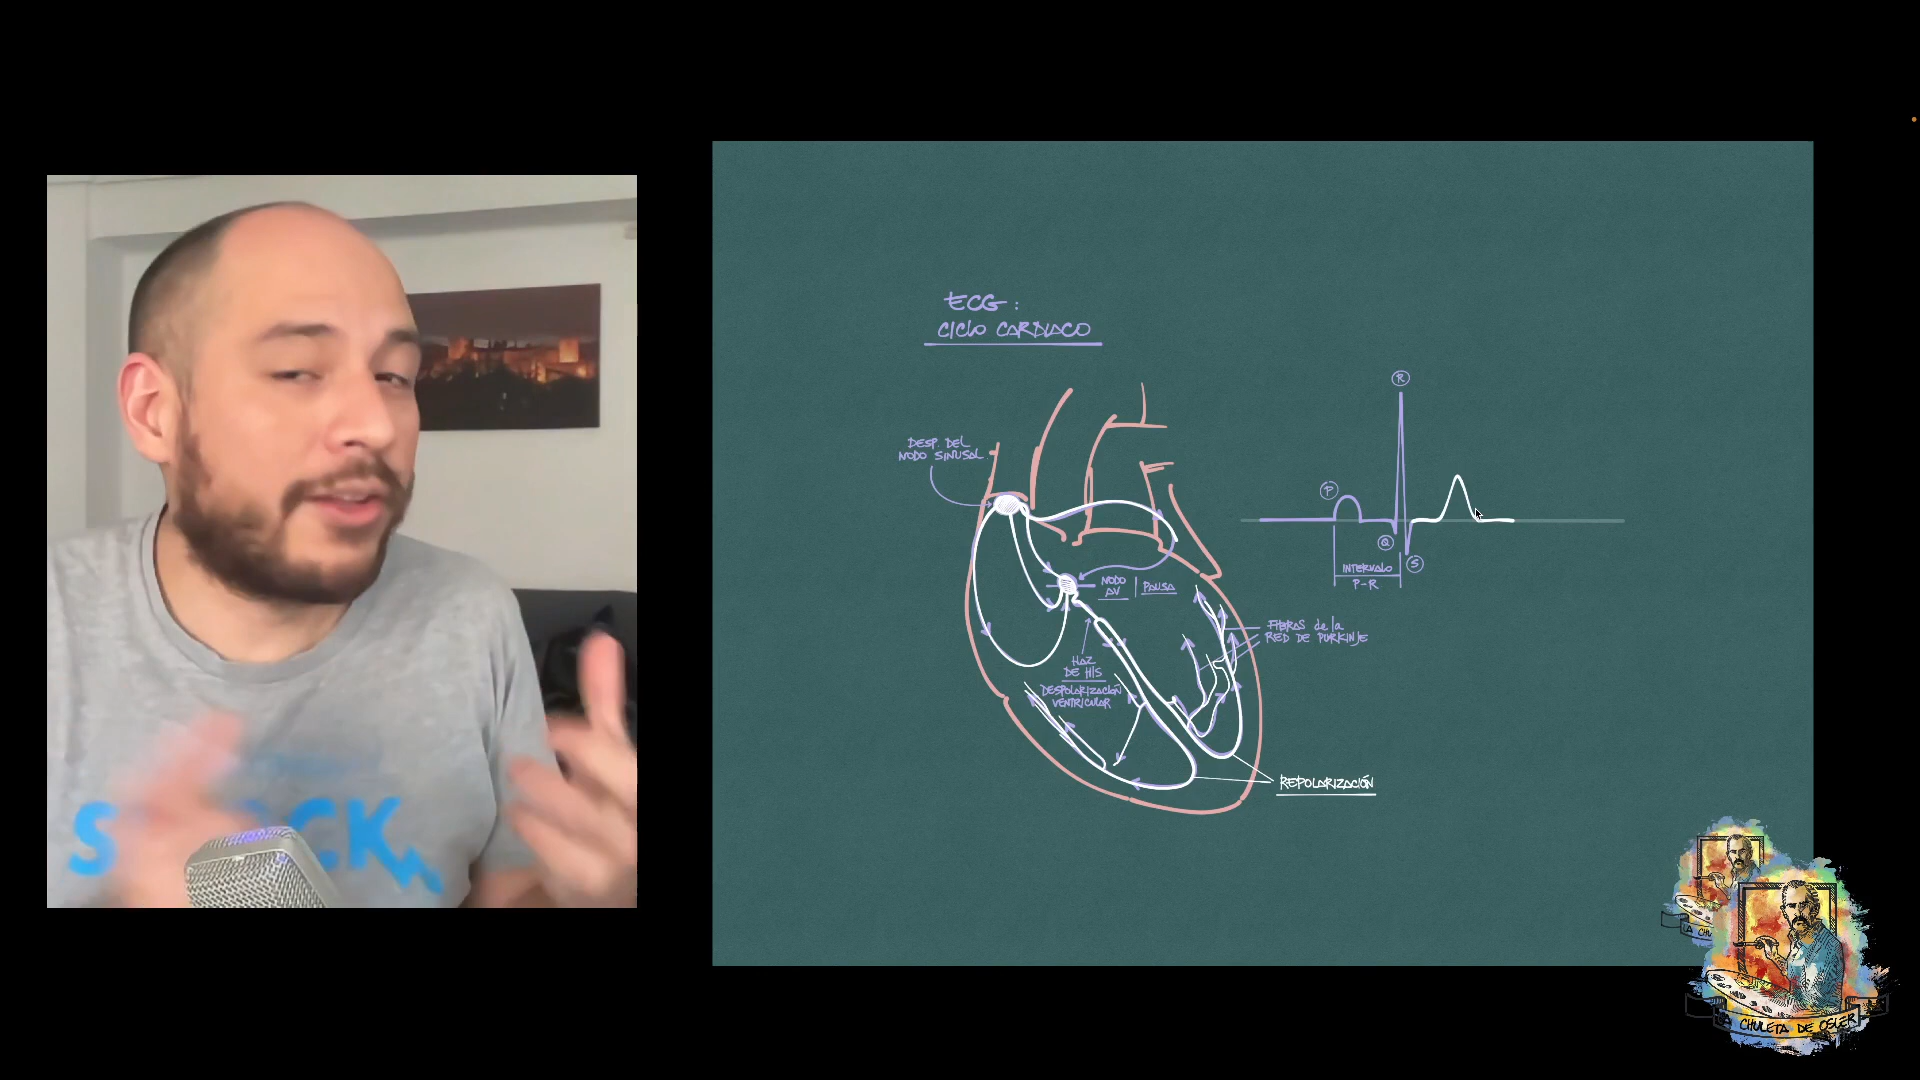 ECG:
CICLO CARDIACO
DESP. DEL
NODO SINUSAL
NODO
AV
PAUSA
HAZ
DE HIS
DESPOLARIZACIÓN
VENTRICULAR
FIBRAS de la
RED DE PURKINJE
REPOLARIZACIÓN
R
P
Q
S
INTERVALO
P-R
CHULETA DE OSLER
LA CHU